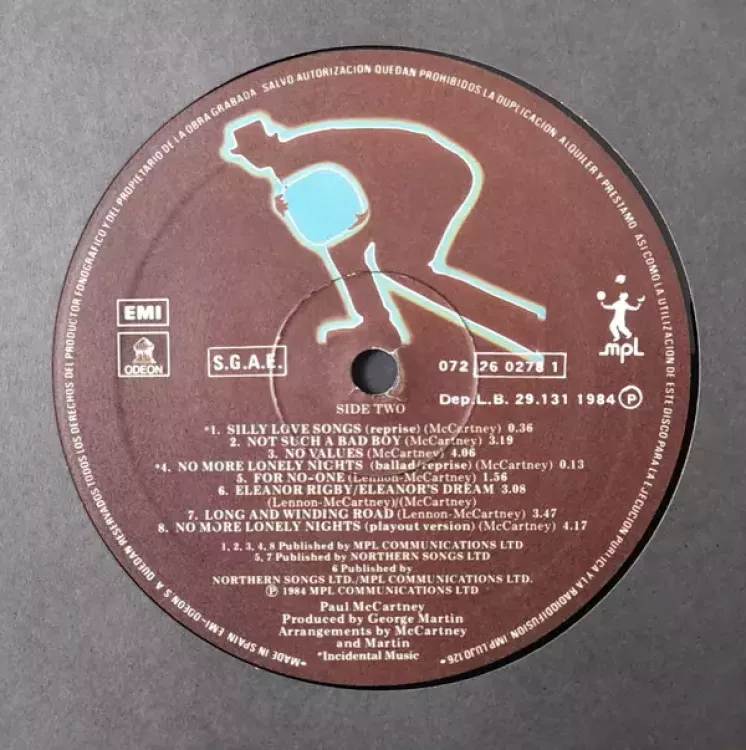 TODOS LOS DERECHOS DEL PRODUCTOR FONOGRAFICO Y DEL PROPIETARIO DE LA OBRA GRABADA SALVO AUTORIZACION QUEDAN PROHIBIDOS LA DUPLICACION ALQUILER Y PRESTAMO ASI COMO LA UTILIZACION DE ESTE DISCO PARA LA EJECUCION PUBLICA Y LA RADIODIFUSION IMP LUJO 126 •
•MADE IN SPAIN EMI-ODEON S A QUEDAN RESERVADOS
EMI
ODEON
S.G.A.E.
mpl
072 26 0278 1
Dep.L.B. 29.131 1984 Ⓟ
SIDE TWO
*1. SILLY LOVE SONGS (reprise) (McCartney) 0.36
2. NOT SUCH A BAD BOY (McCartney) 3.19
3. NO VALUES (McCartney) 4.06
*4. NO MORE LONELY NIGHTS (ballad/reprise) (McCartney) 0.13
5. FOR NO-ONE (Lennon-McCartney) 1.56
6. ELEANOR RIGBY/ELEANOR'S DREAM 3.08
(Lennon-McCartney)/(McCartney)
7. LONG AND WINDING ROAD (Lennon-McCartney) 3.47
8. NO MORE LONELY NIGHTS (playout version) (McCartney) 4.17
1, 2, 3, 4, 8 Published by MPL COMMUNICATIONS LTD
5, 7 Published by NORTHERN SONGS LTD
6 Published by
NORTHERN SONGS LTD./MPL COMMUNICATIONS LTD.
Ⓟ 1984 MPL COMMUNICATIONS LTD
Paul McCartney
Produced by George Martin
Arrangements by McCartney
and Martin
*Incidental Music